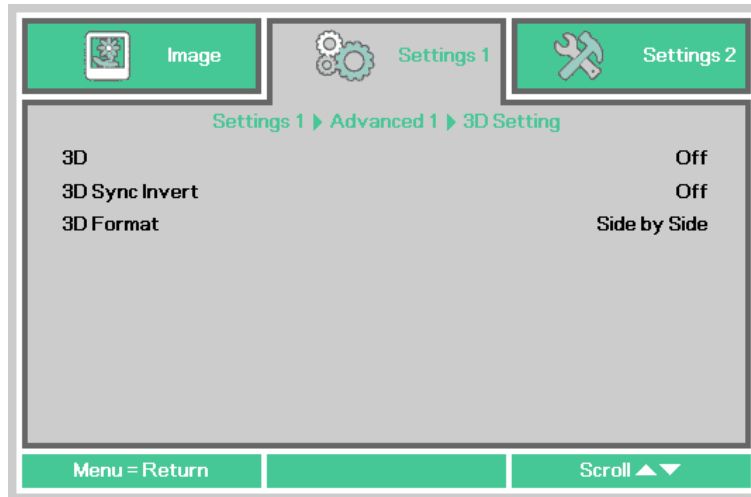 Image
Settings 1
Settings 2
Settings 1 ▶ Advanced 1 ▶ 3D Setting
3D Off
3D Sync Invert Off
3D Format Side by Side
Menu = Return
Scroll ▲▼